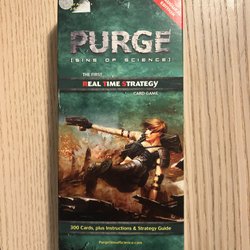 PURGE
[SINS OF SCIENCE]
THE FIRST
REAL TIME STRATEGY
CARD GAME
300 Cards, plus Instructions & Strategy Guide